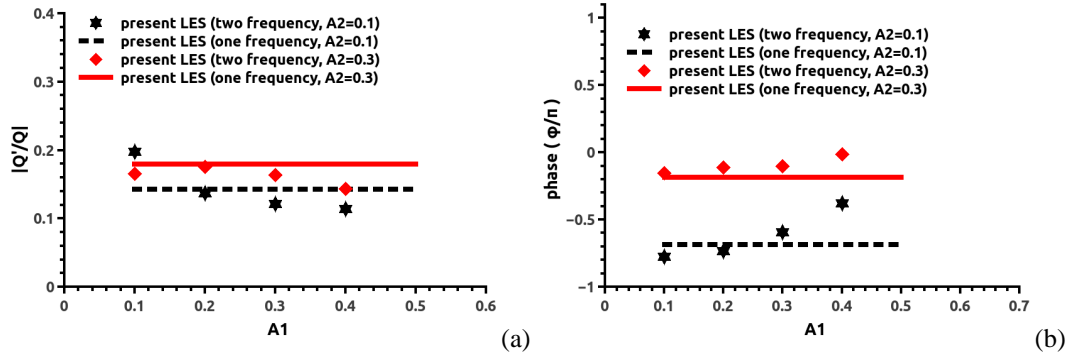 0.4
present LES (two frequency, A2=0.1)
present LES (one frequency, A2=0.1)
present LES (two frequency, A2=0.3)
present LES (one frequency, A2=0.3)
0.3
|Q'/Q|
0.2
0.1
0
0 0.1 0.2 0.3 0.4 0.5 0.6
A1
(a)
1
present LES (two frequency, A2=0.1)
present LES (one frequency, A2=0.1)
present LES (two frequency, A2=0.3)
present LES (one frequency, A2=0.3)
0.5
phase ( φ/π )
0
−0.5
−1
0 0.1 0.2 0.3 0.4 0.5 0.6 0.7
A1
(b)